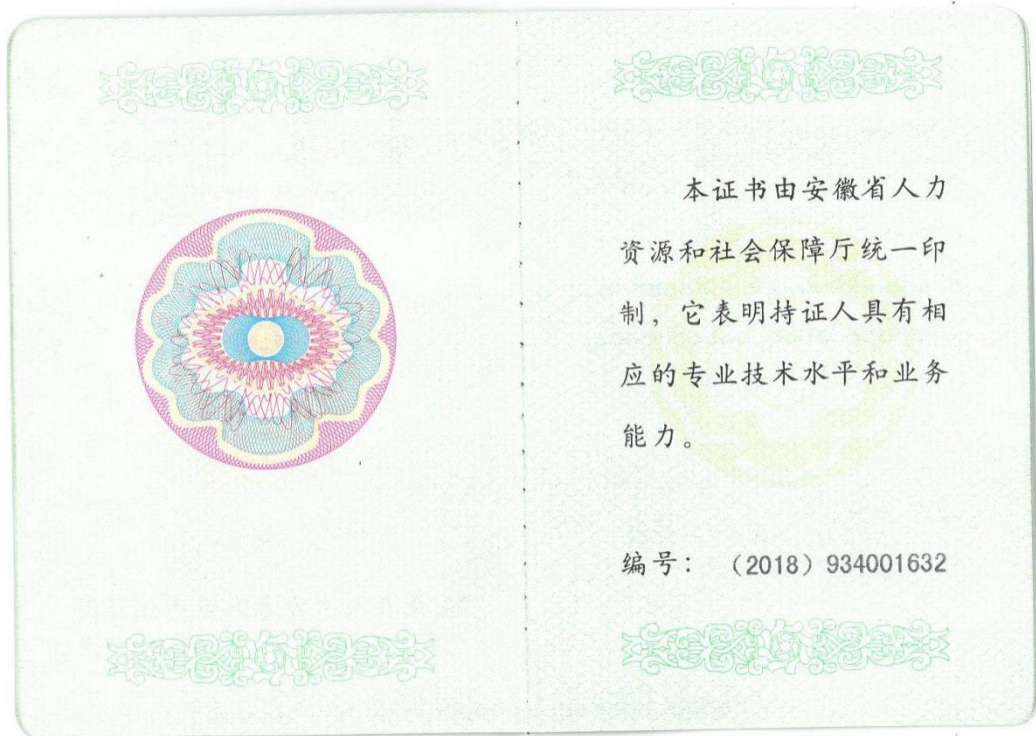 本证书由安徽省人力
资源和社会保障厅统一印
制，它表明持证人具有相
应的专业技术水平和业务
能力。
编号： （2018）934001632